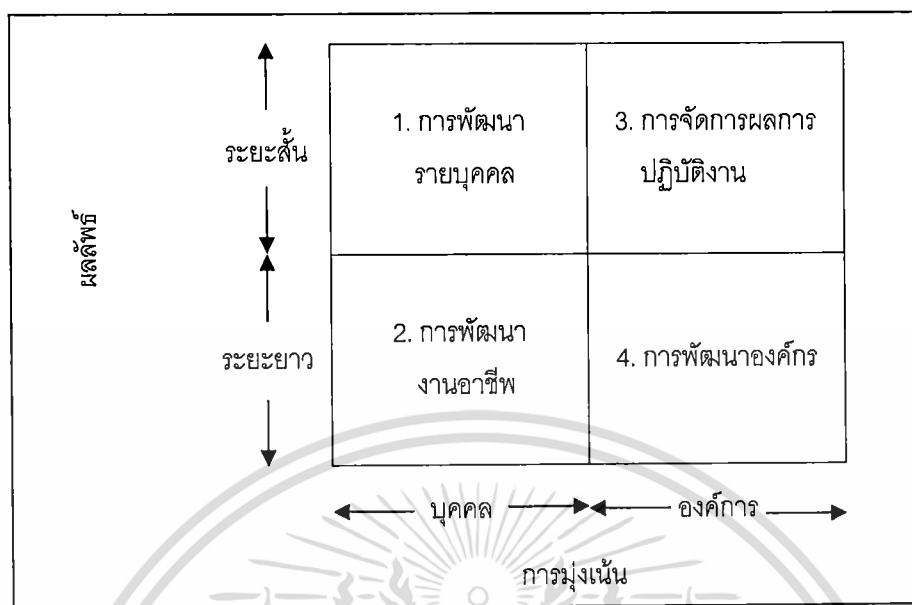 1. การพัฒนา
รายบุคคล
3. การจัดการผลการ
ปฏิบัติงาน
ระยะสั้น
ผลลัพธ์
2. การพัฒนา
งานอาชีพ
4. การพัฒนาองค์กร
ระยะยาว
บุคคล
องค์การ
การมุ่งเน้น